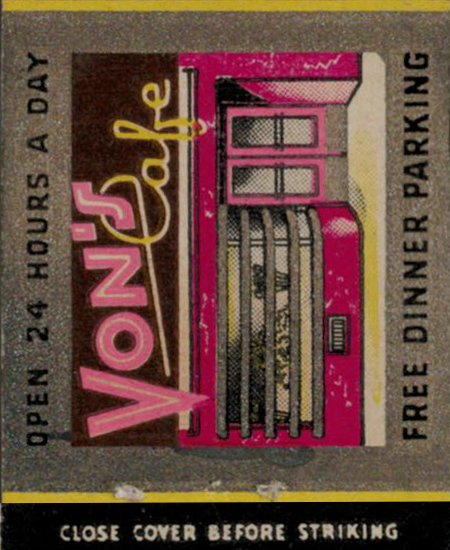 OPEN 24 HOURS A DAY
VON'S
Cafe
FREE DINNER PARKING
CLOSE COVER BEFORE STRIKING